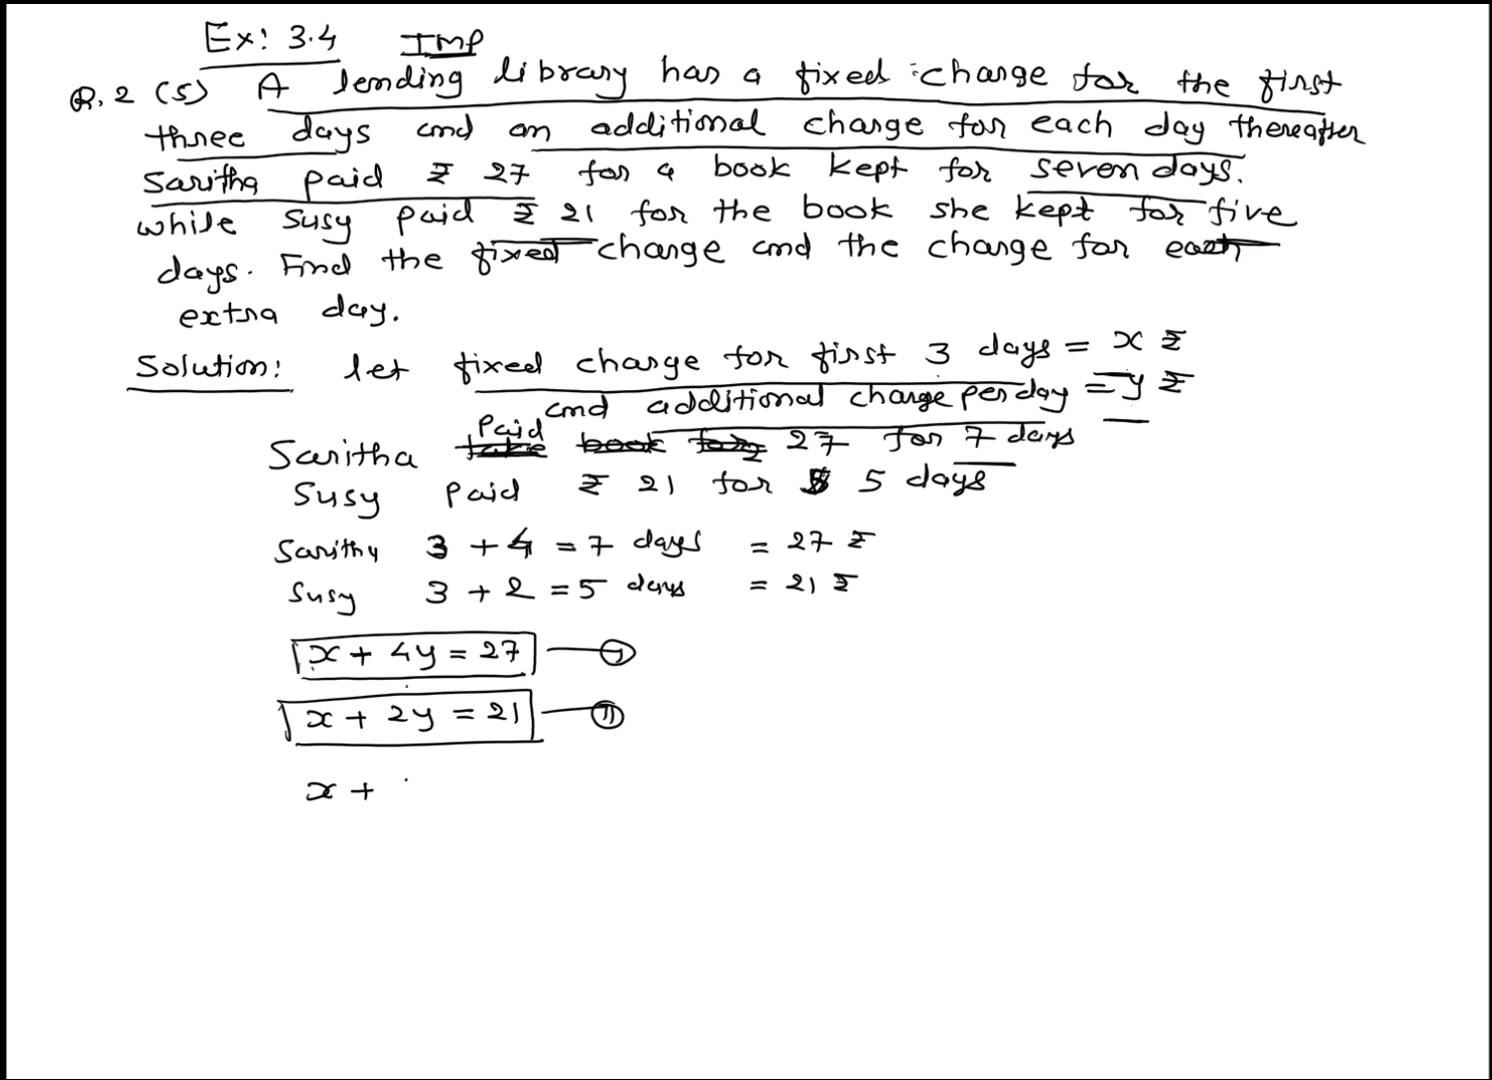 Ex: 3.4 Imp
Q.2 (5) A lending library has a fixed charge for the first
three days and an additional charge for each day thereafter
Saritha paid ₹ 27 for a book kept for seven days.
while Susy paid ₹ 21 for the book she kept for five
days. Find the fixed charge and the charge for each
extra day.
Solution: let fixed charge for first 3 days = x ₹
and additional charge per day = y ₹
Saritha paid 27 for 7 days
Susy paid ₹ 21 for 5 days
Sarithy 3 + 4 = 7 days = 27 ₹
Susy 3 + 2 = 5 days = 21 ₹
x + 4y = 27 — I
x + 2y = 21 — II
x +